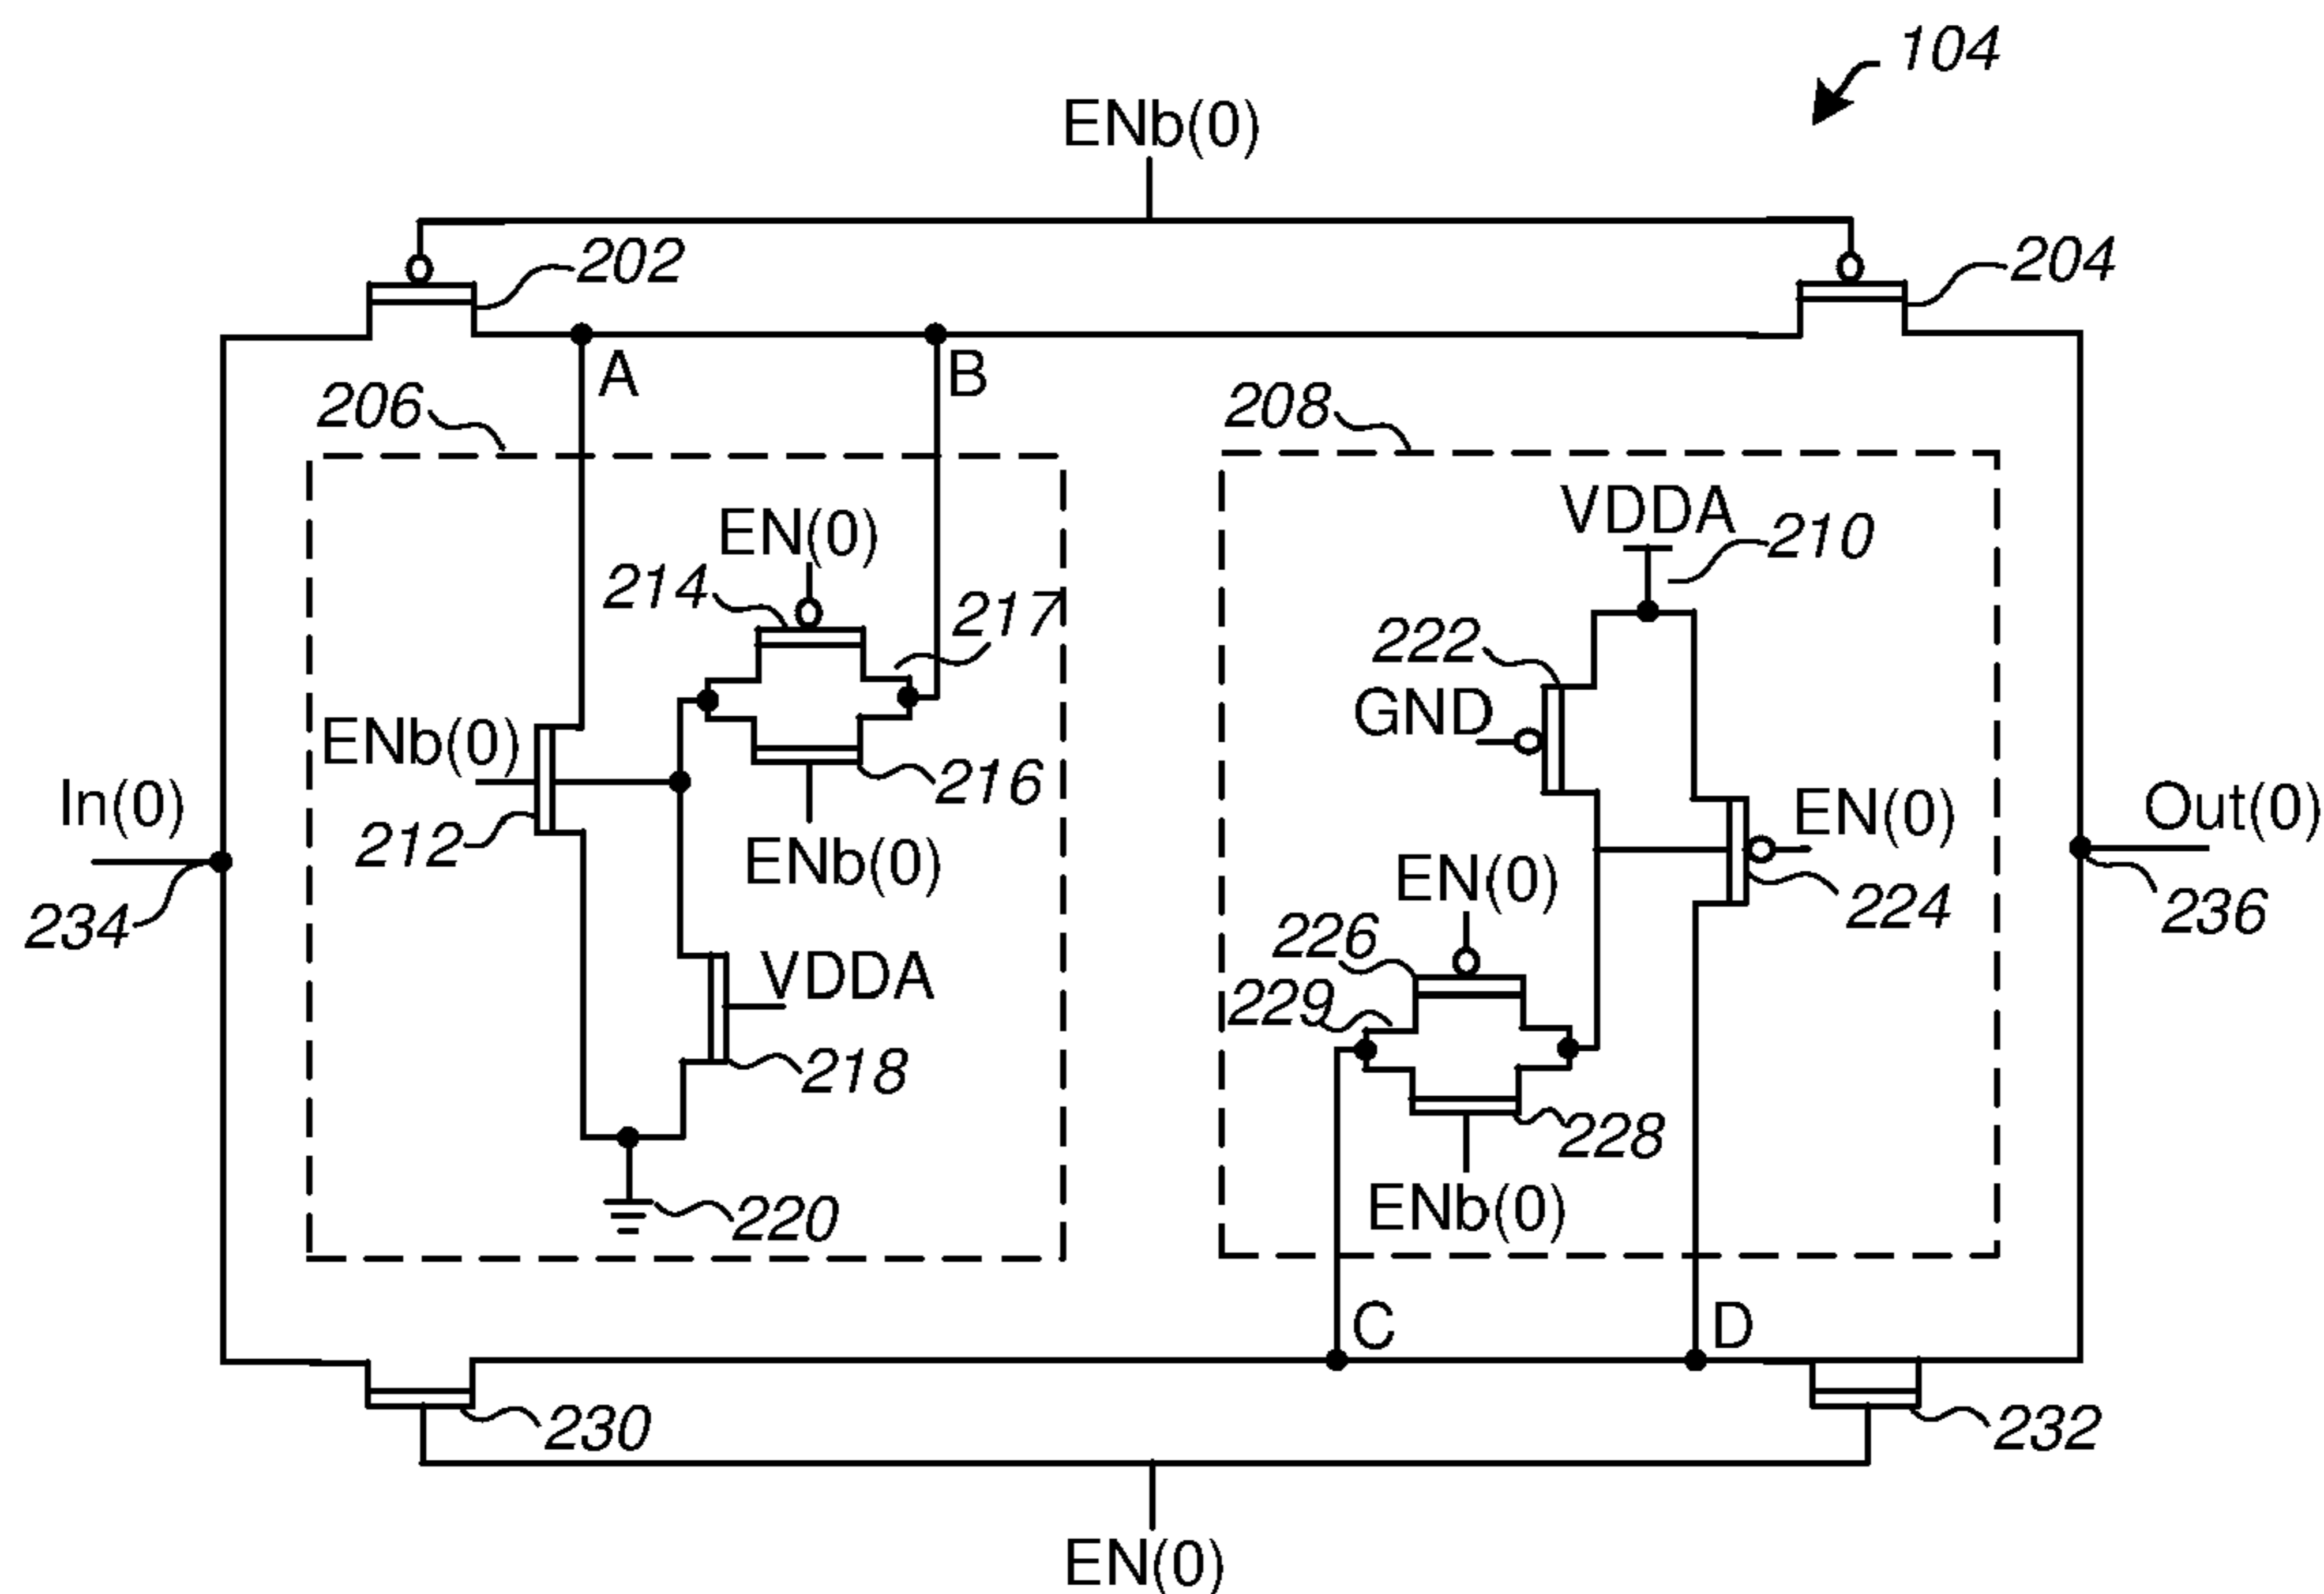 104
ENb(0)
202
204
A
B
206
208
EN(0)
VDDA
210
214
217
222
GND
ENb(0)
216
In(0)
212
ENb(0)
EN(0)
Out(0)
EN(0)
224
234
236
226
VDDA
229
218
228
220
ENb(0)
C
D
230
232
EN(0)